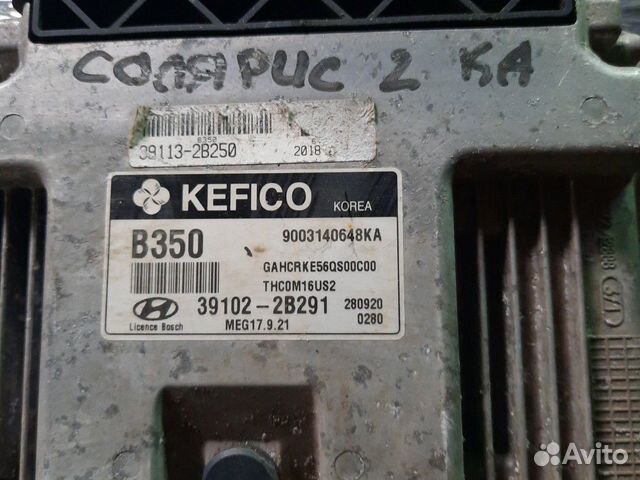 СОЛЯРИС 2 КА
B350
39113-2B250
2018
KEFICO
KOREA
B350
9003140648KA
GAHCRKE56QS00C00
THC0M16US2
39102-2B291
280920
0280
Licence Bosch
MEG17.9.21
Avito